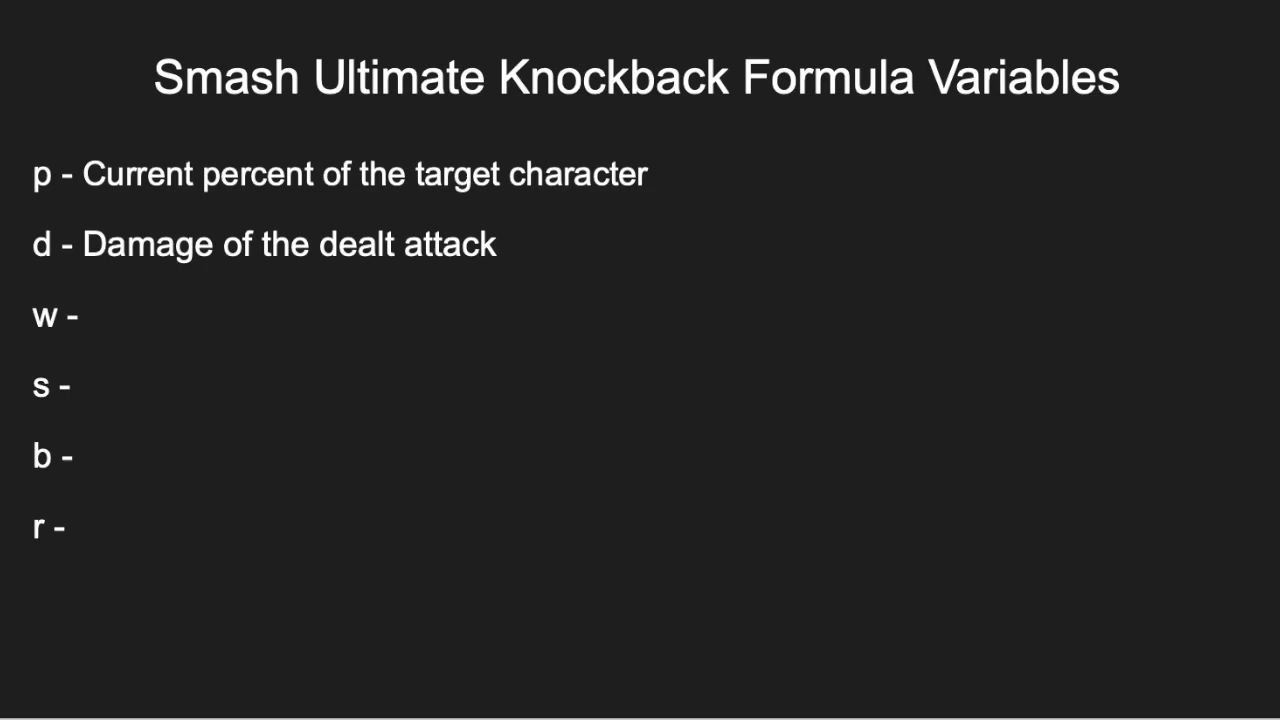 Smash Ultimate Knockback Formula Variables
p - Current percent of the target character
d - Damage of the dealt attack
w -
s -
b -
r -